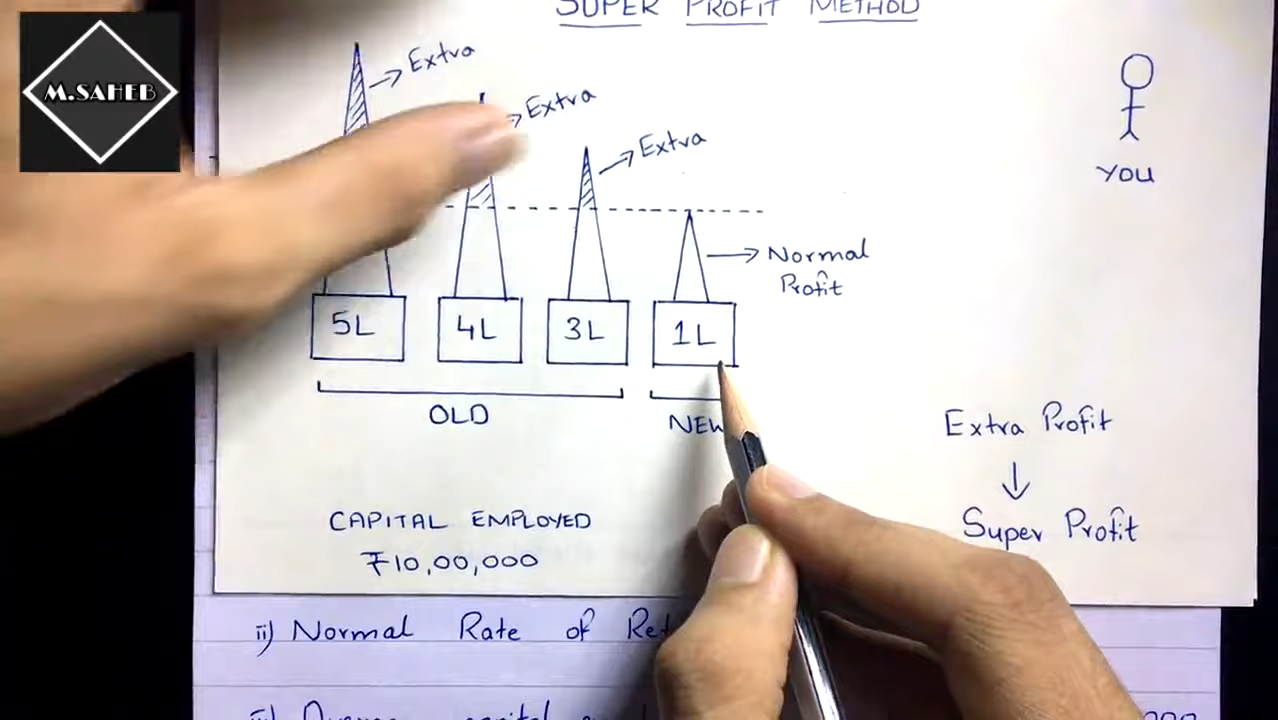 SUPER PROFIT METHOD
M.SAHEB
Extra
Extra
Extra
YOU
Normal
Profit
5L
4L
3L
1L
OLD
NEW
Extra Profit
Super Profit
CAPITAL EMPLOYED
₹10,00,000
ii) Normal Rate of
capital